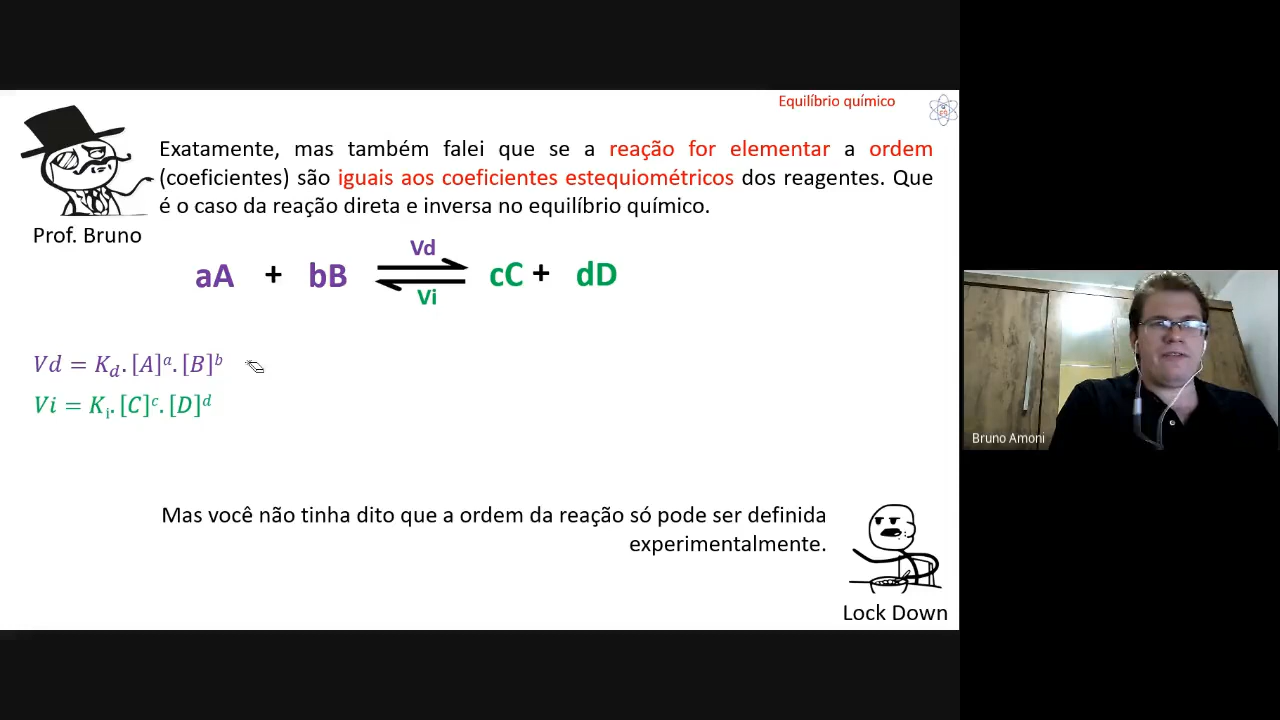 Equilíbrio químico
Exatamente, mas também falei que se a reação for elementar a ordem
(coeficientes) são iguais aos coeficientes estequiométricos dos reagentes. Que
é o caso da reação direta e inversa no equilíbrio químico.
Prof. Bruno
Vd
aA + bB ⇌ cC + dD
Vi
Vd = K_d.[A]^a.[B]^b
Vi = K_i.[C]^c.[D]^d
Bruno Amoni
Mas você não tinha dito que a ordem da reação só pode ser definida
experimentalmente.
Lock Down